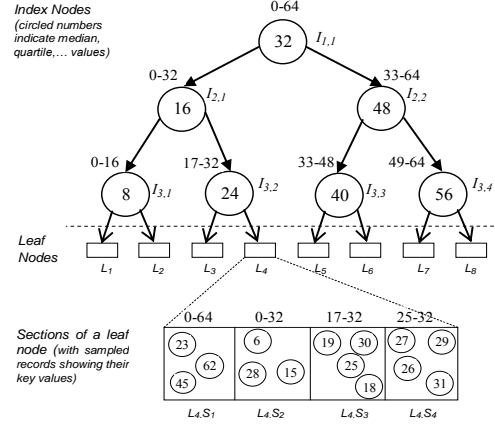 Index Nodes
(circled numbers
indicate median,
quartile,... values)
0-64
32
I1,1
0-32
33-64
16
I2,1
48
I2,2
0-16
17-32
33-48
49-64
8
I3,1
24
I3,2
40
I3,3
56
I3,4
Leaf
Nodes
L1
L2
L3
L4
L5
L6
L7
L8
Sections of a leaf
node (with sampled
records showing their
key values)
0-64
0-32
17-32
25-32
23
62
45
6
28
15
19
30
25
18
27
29
26
31
L4.S1
L4.S2
L4.S3
L4.S4